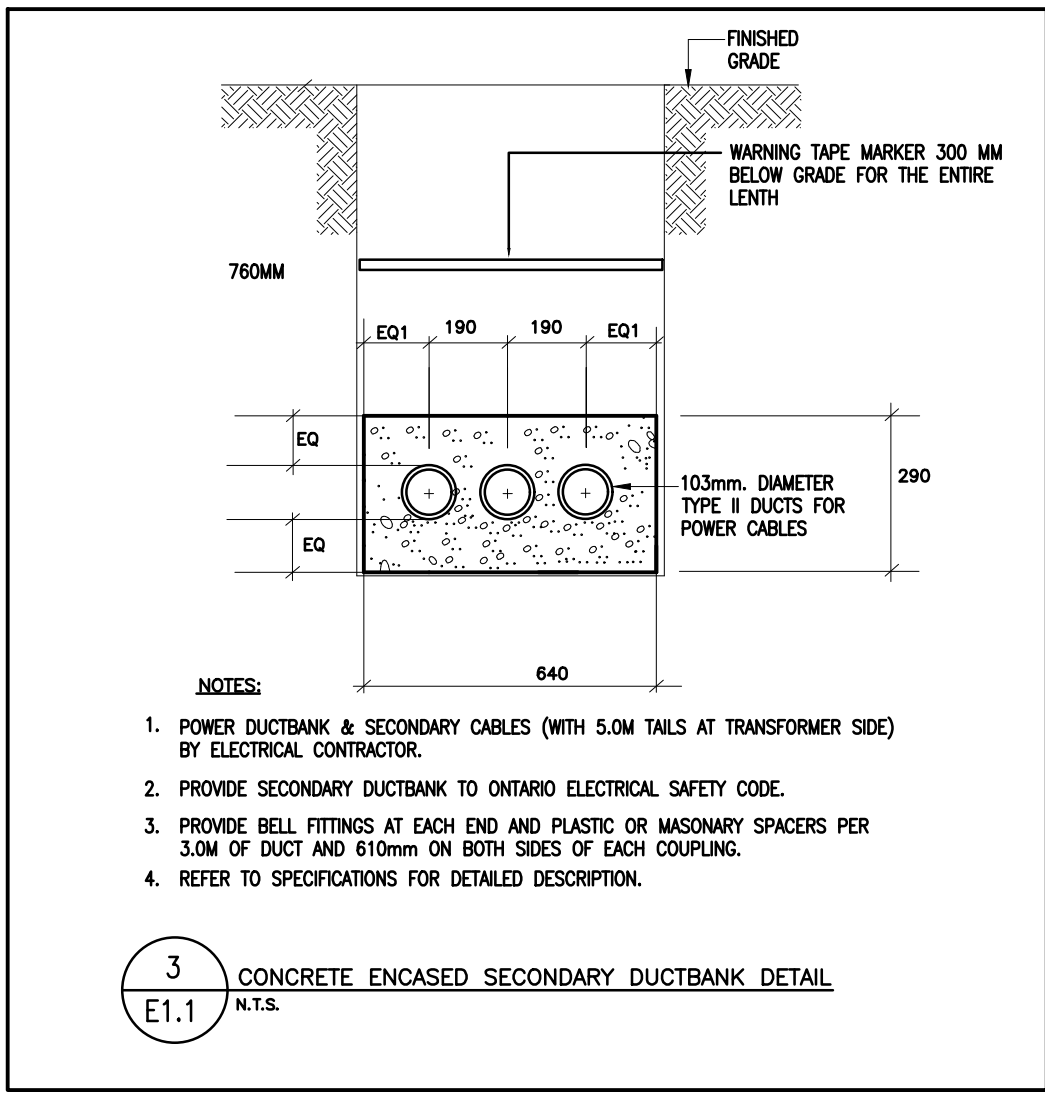 FINISHED
GRADE
WARNING TAPE MARKER 300 MM
BELOW GRADE FOR THE ENTIRE
LENTH
760MM
EQ1 190 190 EQ1
EQ
EQ
103mm. DIAMETER
TYPE II DUCTS FOR
POWER CABLES
290
640
NOTES:
1. POWER DUCTBANK & SECONDARY CABLES (WITH 5.0M TAILS AT TRANSFORMER SIDE)
BY ELECTRICAL CONTRACTOR.
2. PROVIDE SECONDARY DUCTBANK TO ONTARIO ELECTRICAL SAFETY CODE.
3. PROVIDE BELL FITTINGS AT EACH END AND PLASTIC OR MASONARY SPACERS PER
3.0M OF DUCT AND 610mm ON BOTH SIDES OF EACH COUPLING.
4. REFER TO SPECIFICATIONS FOR DETAILED DESCRIPTION.
3
E1.1
CONCRETE ENCASED SECONDARY DUCTBANK DETAIL
N.T.S.